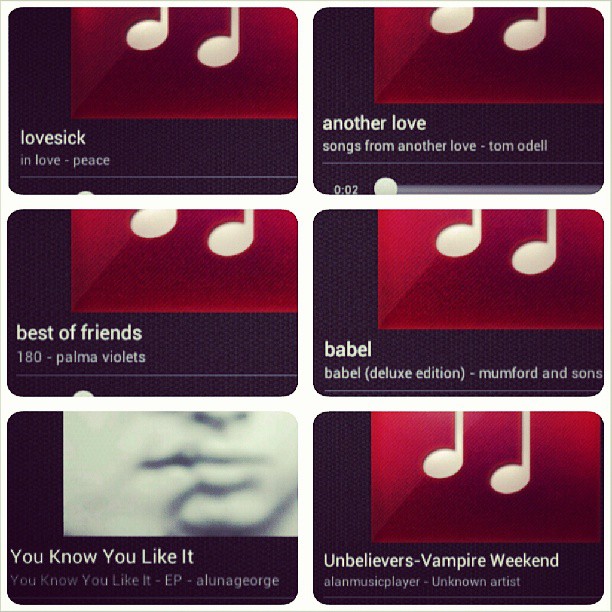 lovesick
in love - peace
another love
songs from another love - tom odell
0:02
best of friends
180 - palma violets
babel
babel (deluxe edition) - mumford and sons
You Know You Like It
You Know You Like It - EP - alunageorge
Unbelievers-Vampire Weekend
alanmusicplayer - Unknown artist